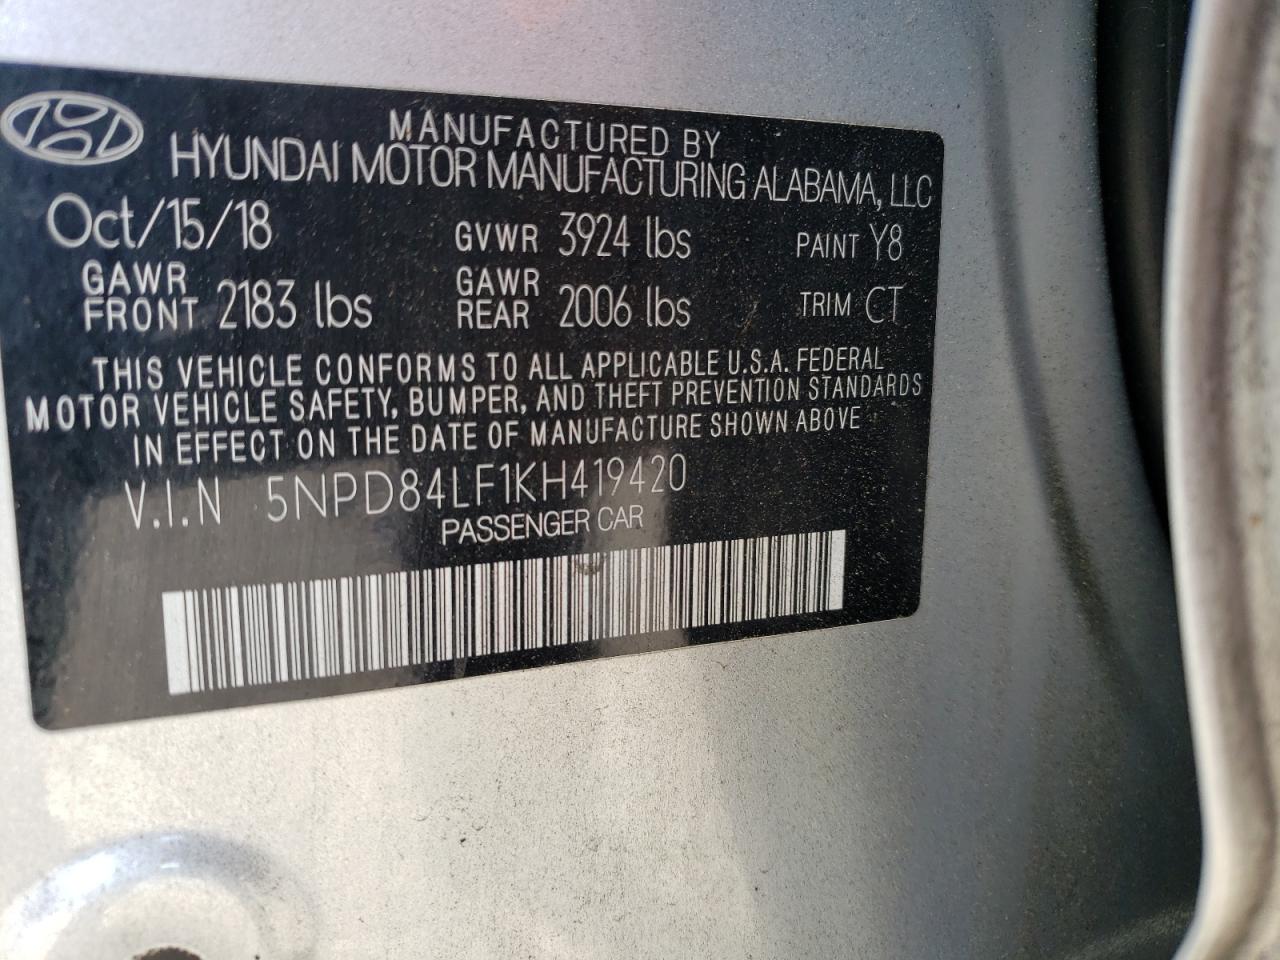 MANUFACTURED BY
HYUNDAI MOTOR MANUFACTURING ALABAMA, LLC
Oct/15/18 GVWR 3924 lbs PAINT Y8
GAWR FRONT 2183 lbs GAWR REAR 2006 lbs TRIM CT
THIS VEHICLE CONFORMS TO ALL APPLICABLE U.S.A. FEDERAL
MOTOR VEHICLE SAFETY, BUMPER, AND THEFT PREVENTION STANDARDS
IN EFFECT ON THE DATE OF MANUFACTURE SHOWN ABOVE
V.I.N 5NPD84LF1KH419420
PASSENGER CAR